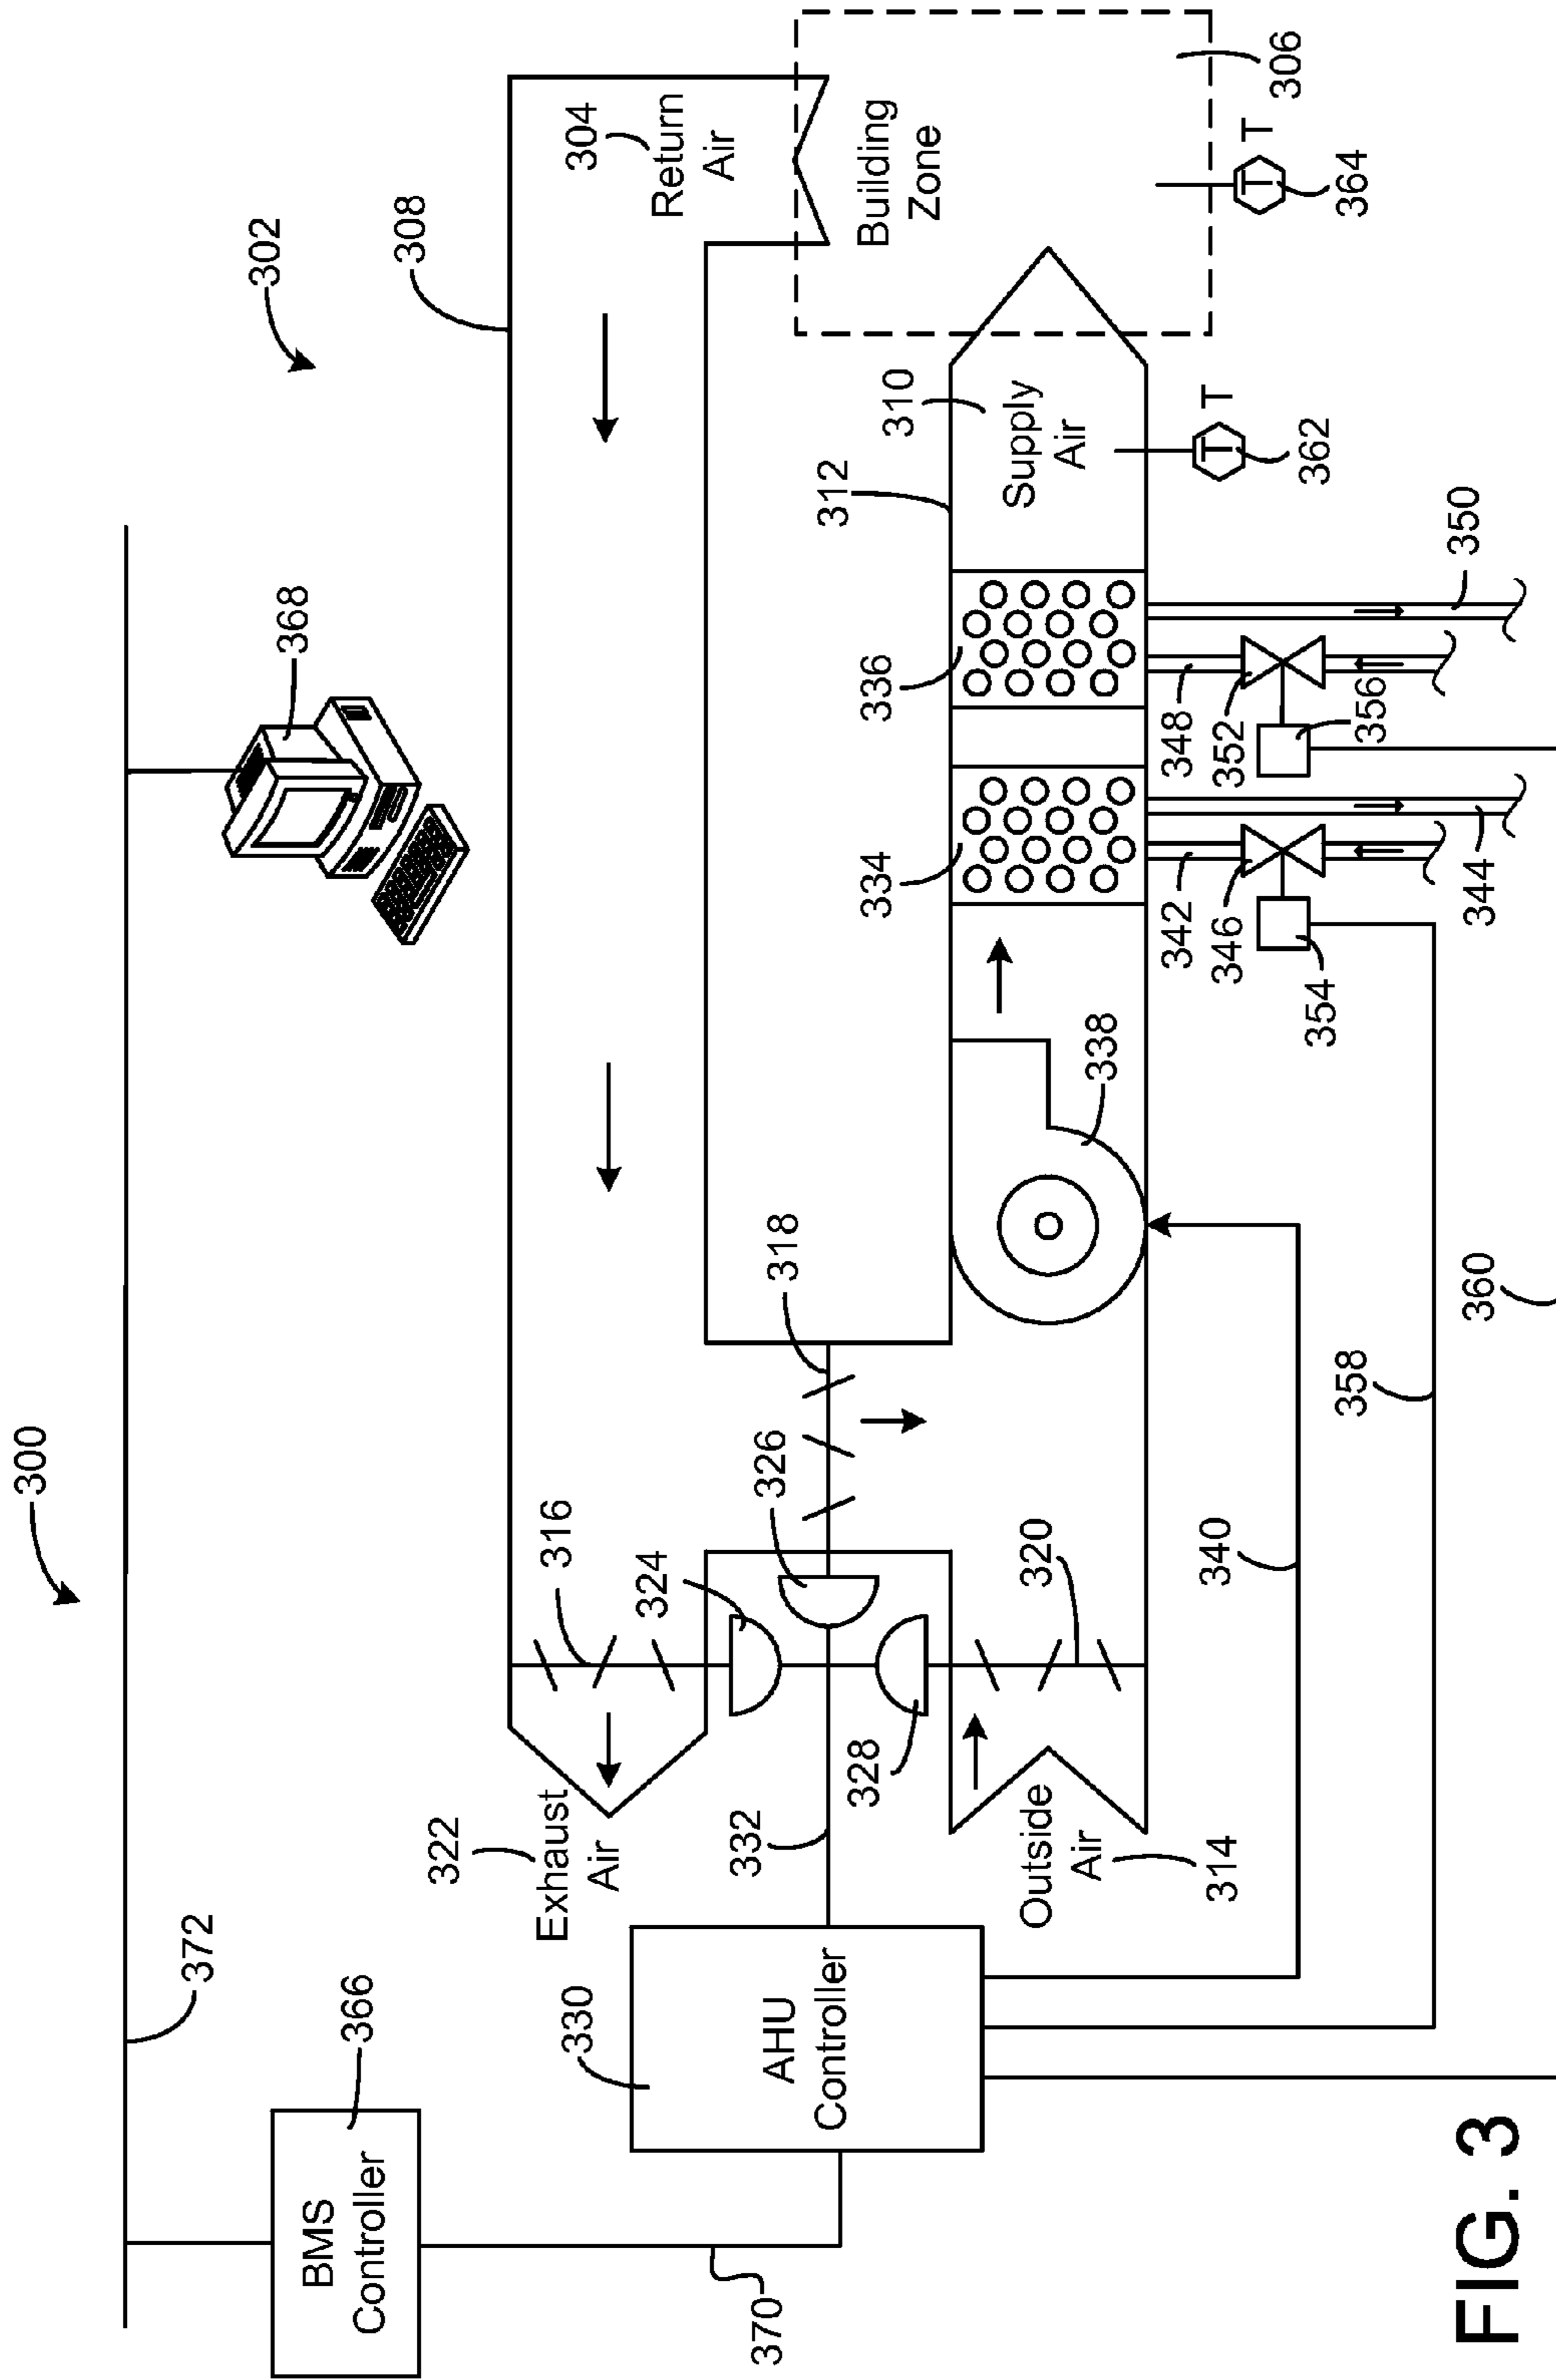 300
372
366
BMS
Controller
370
302
368
308
304
Return
Air
Building
Zone
306
T
T
364
322
Exhaust
Air
316
324
318
326
332
328
330
AHU
Controller
Outside
Air
314
320
338
340
334
336
312
310
Supply
Air
T
T
362
342
346
354
344
348
352
356
350
358
360
FIG. 3